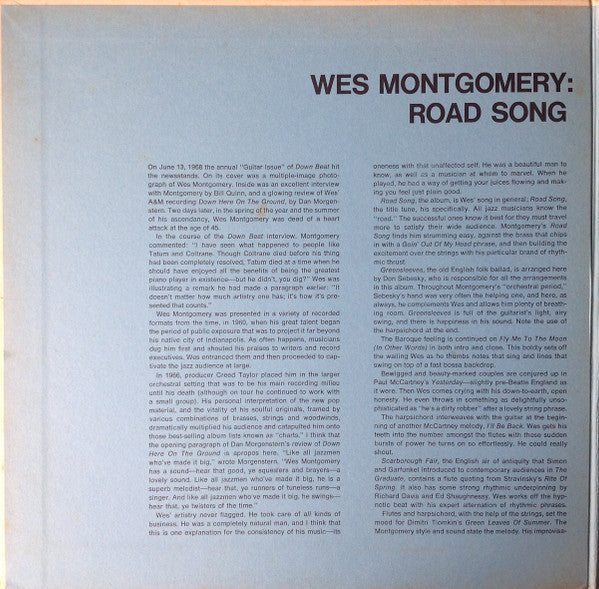 WES MONTGOMERY:
ROAD SONG
On June 13, 1968 the annual "Guitar Issue" of Down Beat hit
the newsstands. On its cover was a multiple-image photo-
graph of Wes Montgomery. Inside was an excellent interview
with Montgomery by Bill Quinn, and a glowing review of Wes'
A&M recording Down Here On The Ground, by Dan Morgen-
stern. Two days later, in the spring of the year and the summer
of his ascendancy, Wes Montgomery was dead of a heart
attack at the age of 45.
In the course of the Down Beat interview, Montgomery
commented: "I have seen what happened to people like
Tatum and Coltrane. Though Coltrane died before his thing
had been completely resolved, Tatum died at a time when he
should have enjoyed all the benefits of being the greatest
piano player in existence—but he didn't, you dig?" Wes was
illustrating a remark he had made a paragraph earlier: "It
doesn't matter how much artistry one has; it's how it's pre-
sented that counts."
Wes Montgomery was presented in a variety of recorded
formats from the time, in 1960, when his great talent began
the period of public exposure that was to project it far beyond
his native city of Indianapolis. As often happens, musicians
dug him first and shouted his praises to writers and record
executives. Wes entranced them and then proceeded to cap-
tivate the jazz audience at large.
In 1966, producer Creed Taylor placed him in the larger
orchestral setting that was to be his main recording milieu
until his death (although on tour he continued to work with
a small group). His personal interpretation of the new pop
material, and the vitality of his soulful originals, framed by
various combinations of brasses, strings and woodwinds,
dramatically multiplied his audience and catapulted him onto
those best-selling album lists known as "charts." I think that
the opening paragraph of Dan Morgenstern's review of Down
Here On The Ground is apropos here. "Like all jazzmen
who've made it big," wrote Morgenstern, "Wes Montgomery
has a sound—hear that good, ye squeakers and brayers—a
lovely sound. Like all jazzmen who've made it big, he is a
superb melodist—hear that, ye runners of tuneless runs—a
singer. And like all jazzmen who've made it big, he swings—
hear that, ye twisters of the time."
Wes' artistry never flagged. He took care of all kinds of
business. He was a completely natural man, and I think that
this is one explanation for the consistency of his music—its
oneness with that unaffected self. He was a beautiful man to
know, as well as a musician at whom to marvel. When he
played, he had a way of getting your juices flowing and mak-
ing you feel just plain good.
Road Song, the album, is Wes' song in general; Road Song,
the title tune, his specifically. All jazz musicians know the
"road." The successful ones know it best for they must travel
more to satisfy their wide audience. Montgomery's Road
Song finds him strumming easy, against the brass that chips
in with a Goin' Out Of My Head phrase, and then building the
excitement over the strings with his particular brand of rhyth-
mic thrust.
Greensleeves, the old English folk ballad, is arranged here
by Don Sebesky, who is responsible for all the arrangements
in this album. Throughout Montgomery's "orchestral period,"
Sebesky's hand was very often the helping one, and here, as
always, he complements Wes and allows him plenty of breath-
ing room. Greensleeves is full of the guitarist's light, airy
swing, and there is happiness in his sound. Note the use of
the harpsichord at the end.
The Baroque feeling is continued on Fly Me To The Moon
(In Other Words) in both intro and close. This boldly sets off
the wailing Wes as he thumbs notes that sing and lines that
swing on top of a fast bossa backdrop.
Bewigged and beauty-marked couples are conjured up in
Paul McCartney's Yesterday—slightly pre-Beatle England as
it were. Then Wes comes crying with his down-to-earth, open
honesty. He even throws in something as delightfully unso-
phisticated as "he's a dirty robber" after a lovely string phrase.
The harpsichord interweaves with the guitar at the begin-
ning of another McCartney melody, I'll Be Back. Wes gets his
teeth into the number amongst the flutes with those sudden
bursts of power he turns on so effortlessly. He could really
shout.
Scarborough Fair, the English air of antiquity that Simon
and Garfunkel introduced to contemporary audiences in The
Graduate, contains a flute quoting from Stravinsky's Rite Of
Spring. It also has some strong rhythmic underpinning by
Richard Davis and Ed Shaughnessy. Wes works off the hyp-
notic beat with his expert alternation of rhythmic phrases.
Flutes and harpsichord, with the help of the strings, set the
mood for Dimitri Tiomkin's Green Leaves Of Summer. The
Montgomery style and sound state the melody. His improvisa-